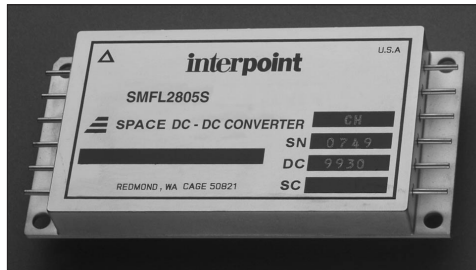 U.S.A
interpoint
SMFL2805S
SPACE DC-DC CONVERTER
CH
SN 0749
DC 9930
SC
REDMOND, WA CAGE 50821